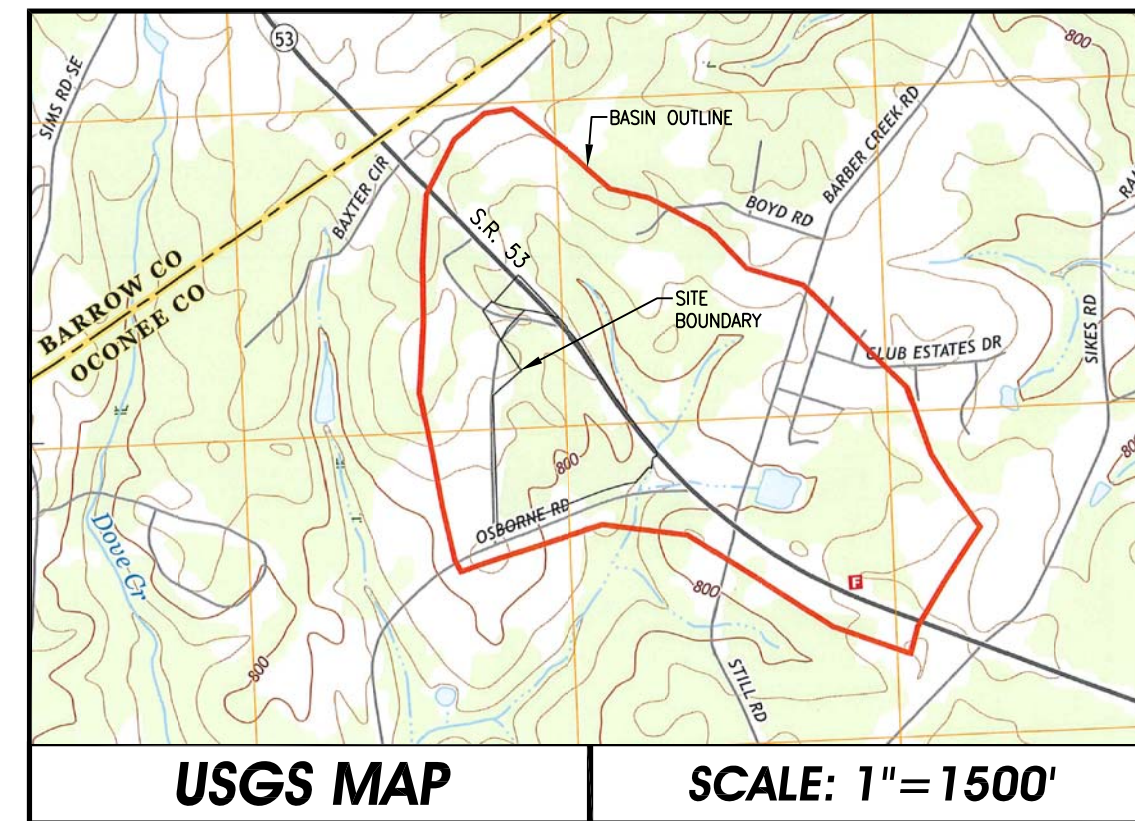 53
800
SIMS RD SE
BASIN OUTLINE
BAXTER CIR
BARBER CREEK RD
BOYD RD
S.R. 53
BARROW CO
OCONEE CO
SITE
BOUNDARY
CLUB ESTATES DR
SIKES RD
800
OSBORNE RD
Dove Cr
F
800
800
STILL RD
USGS MAP
SCALE: 1"=1500'